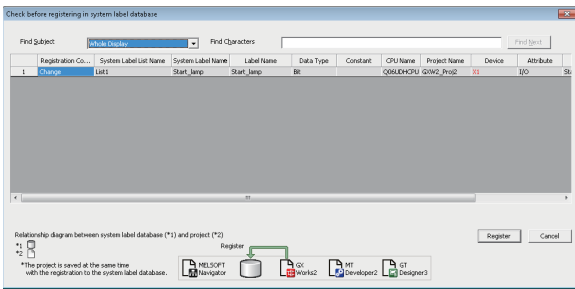 Check before registering in system label database
Find Subject Whole Display Find Characters Find Next
Registration Co... System Label List Name System Label Name Label Name Data Type Constant CPU Name Project Name Device Attribute
1 Change List1 Start_lamp Start_lamp Bit Q06UDHCPU GXW2_Proj2 X1 I/O Sta
Relationship diagram between system label database (*1) and project (*2)
*1
*2
Register
Register Cancel
*The project is saved at the same time
with the registration to the system label database.
MELSOFT Navigator
GX Works2
MT Developer2
GT Designer3